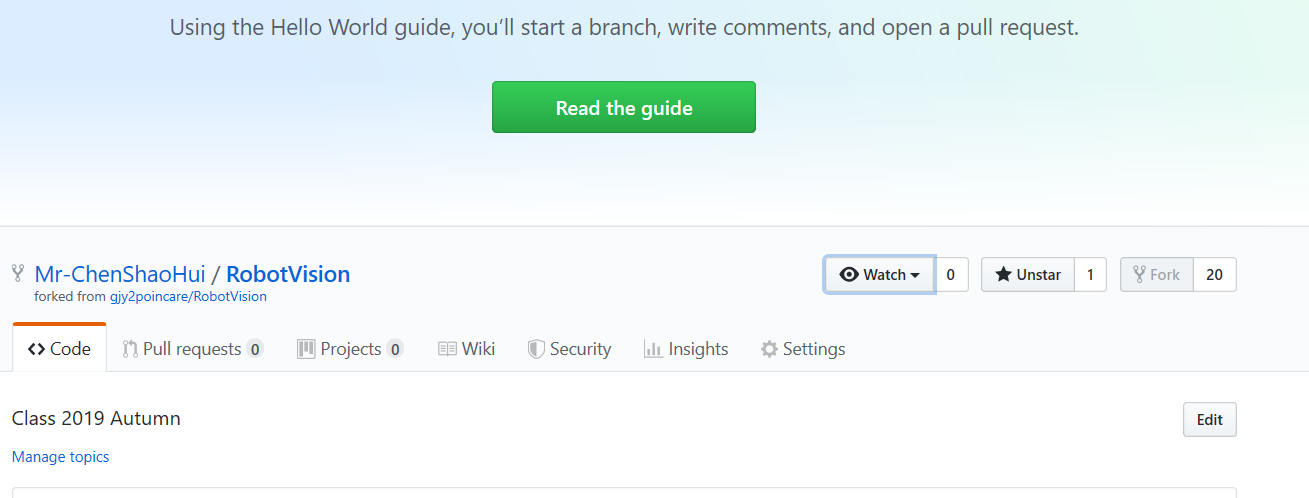 Using the Hello World guide, you’ll start a branch, write comments, and open a pull request.
Read the guide
Mr-ChenShaoHui / RobotVision
Watch 0 Unstar 1 Fork 20
forked from gjy2poincare/RobotVision
Code Pull requests 0 Projects 0 Wiki Security Insights Settings
Class 2019 Autumn
Edit
Manage topics